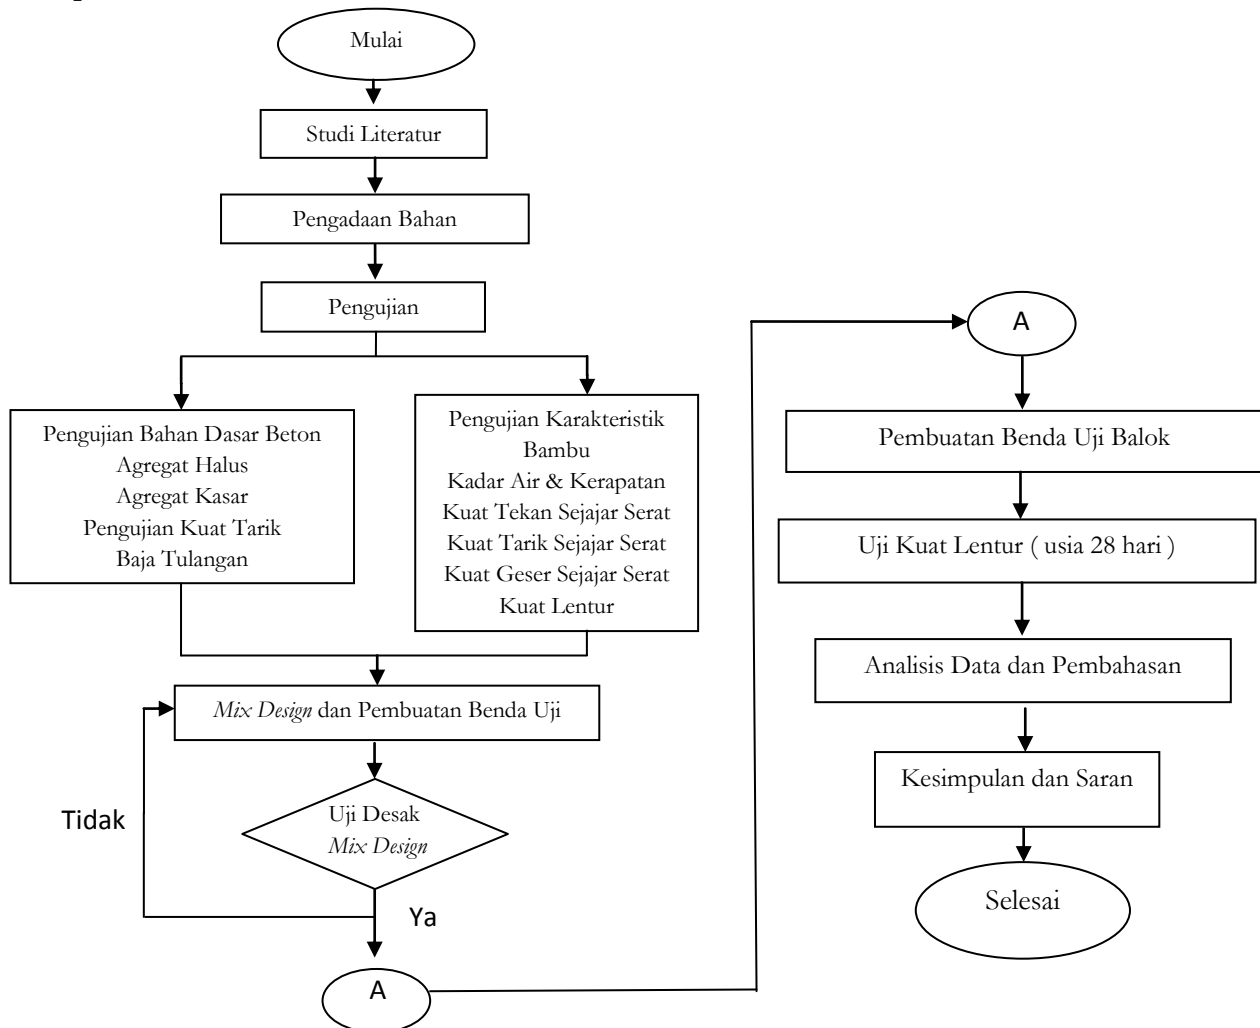 Mulai
Studi Literatur
Pengadaan Bahan
Pengujian
Pengujian Bahan Dasar Beton
Agregat Halus
Agregat Kasar
Pengujian Kuat Tarik
Baja Tulangan
Pengujian Karakteristik
Bambu
Kadar Air & Kerapatan
Kuat Tekan Sejajar Serat
Kuat Tarik Sejajar Serat
Kuat Geser Sejajar Serat
Kuat Lentur
Mix Design dan Pembuatan Benda Uji
Uji Desak
Mix Design
Tidak
Ya
A
A
Pembuatan Benda Uji Balok
Uji Kuat Lentur ( usia 28 hari )
Analisis Data dan Pembahasan
Kesimpulan dan Saran
Selesai